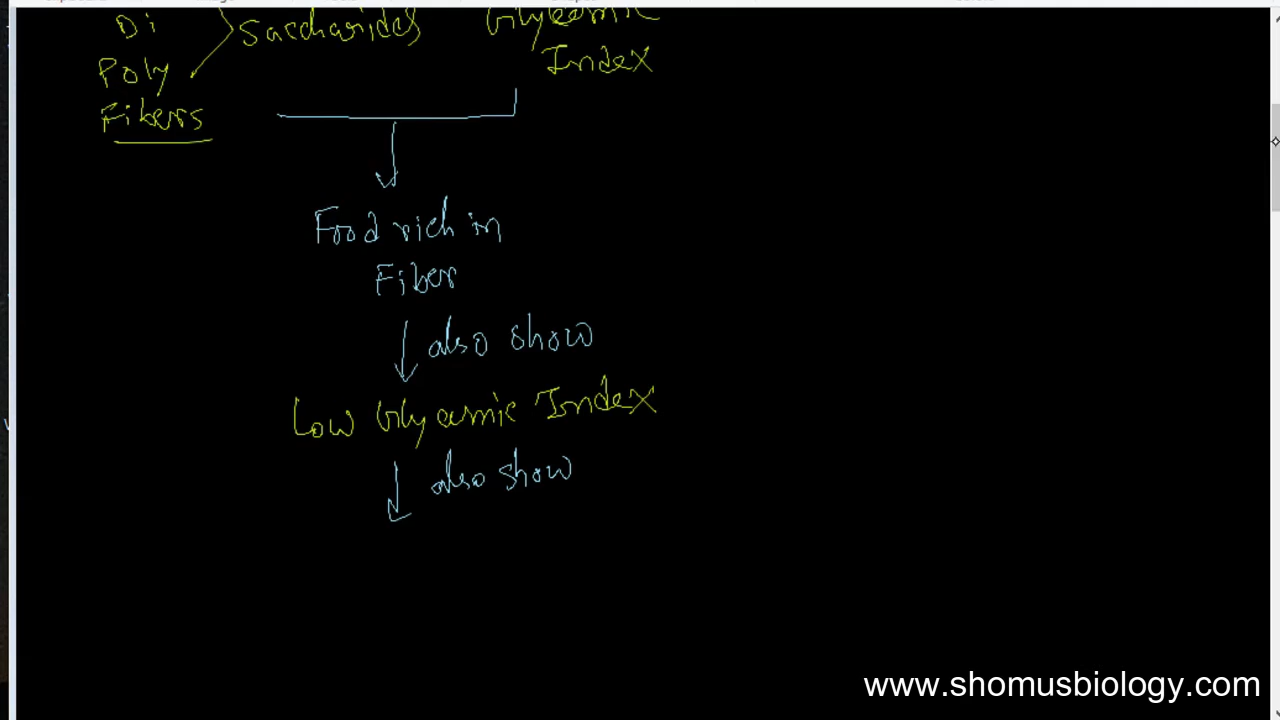 Di
Saccharides
Glycemic
Poly
Index
Fibers
Food rich in
Fiber
also show
Low Glycemic Index
also show
www.shomusbiology.com